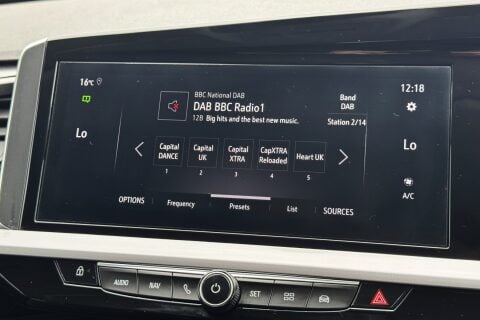 16°C
BBC National DAB
DAB BBC Radio1
12B Big hits and the best new music.
Band
DAB
Station 2/14
12:18
Lo
Lo
A/C
Capital DANCE
Capital UK
Capital XTRA
CapXTRA Reloaded
Heart UK
1
2
3
4
5
OPTIONS
Frequency
Presets
List
SOURCES
AUDIO
NAV
SET